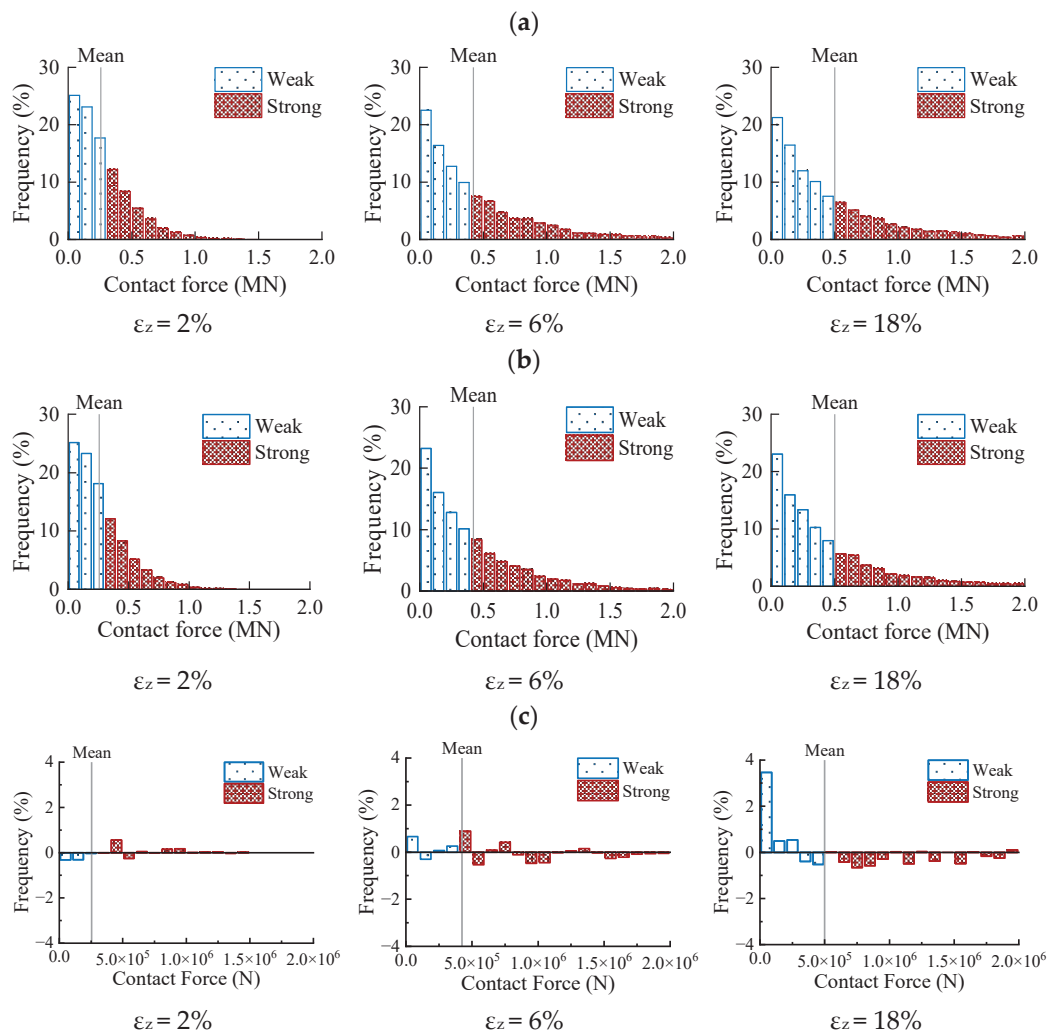 (a)
Mean
Weak
Strong
Frequency (%)
30
20
10
0
0.0 0.5 1.0 1.5 2.0
Contact force (MN)
εz = 2%
Mean
Weak
Strong
Frequency (%)
30
20
10
0
0.0 0.5 1.0 1.5 2.0
Contact force (MN)
εz = 6%
Mean
Weak
Strong
Frequency (%)
30
20
10
0
0.0 0.5 1.0 1.5 2.0
Contact force (MN)
εz = 18%
(b)
Mean
Weak
Strong
Frequency (%)
30
20
10
0
0.0 0.5 1.0 1.5 2.0
Contact force (MN)
εz = 2%
Mean
Weak
Strong
Frequency (%)
30
20
10
0
0.0 0.5 1.0 1.5 2.0
Contact force (MN)
εz = 6%
Mean
Weak
Strong
Frequency (%)
30
20
10
0
0.0 0.5 1.0 1.5 2.0
Contact force (MN)
εz = 18%
(c)
Mean
Weak
Strong
Frequency (%)
4
2
0
−2
−4
0.0 5.0×10⁵ 1.0×10⁶ 1.5×10⁶ 2.0×10⁶
Contact Force (N)
εz = 2%
Mean
Weak
Strong
Frequency (%)
4
2
0
−2
−4
0.0 5.0×10⁵ 1.0×10⁶ 1.5×10⁶ 2.0×10⁶
Contact Force (N)
εz = 6%
Mean
Weak
Strong
Frequency (%)
4
2
0
−2
−4
0.0 5.0×10⁵ 1.0×10⁶ 1.5×10⁶ 2.0×10⁶
Contact Force (N)
εz = 18%